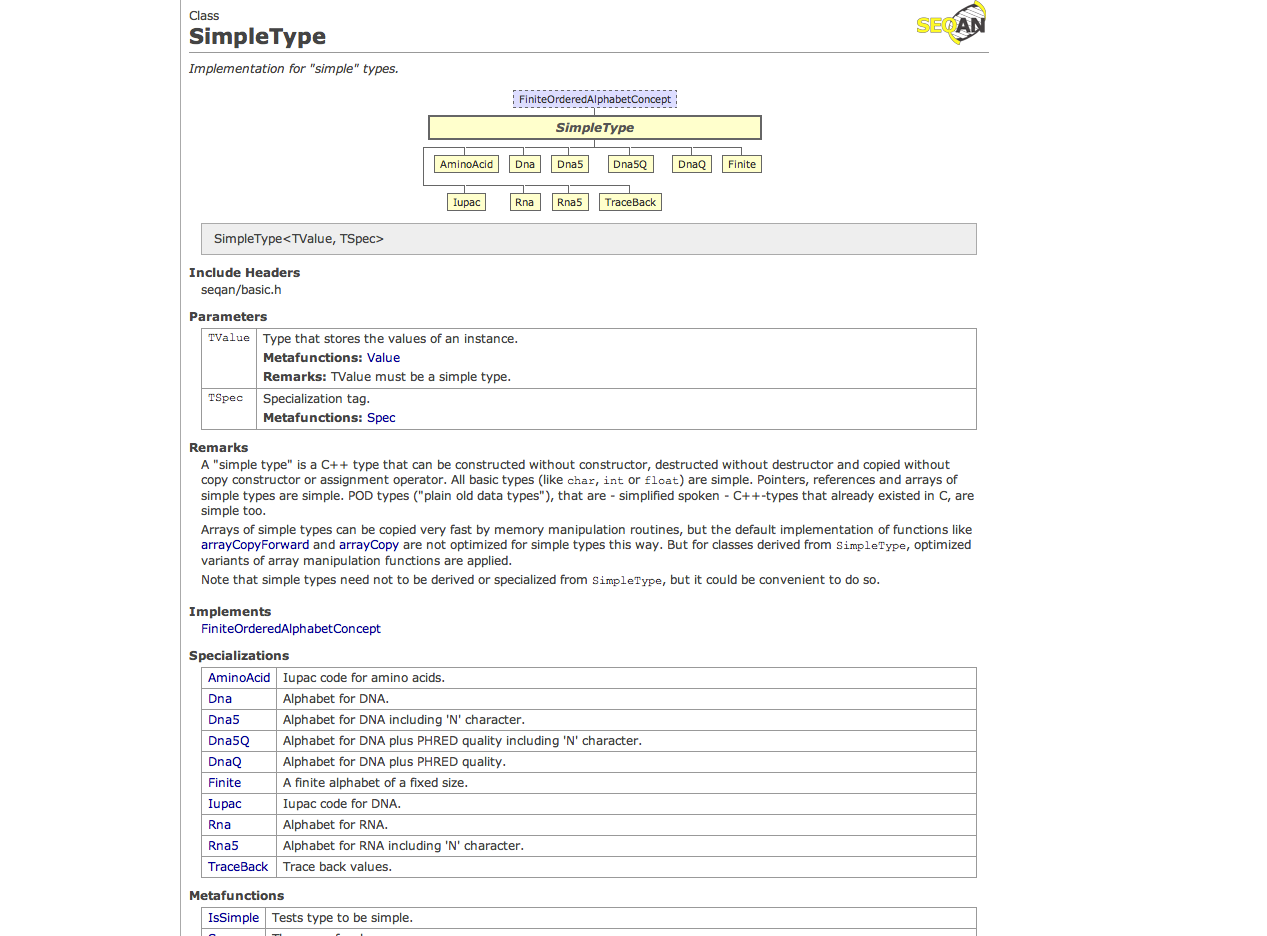 Class
SEQAN
SimpleType
Implementation for "simple" types.
FiniteOrderedAlphabetConcept
SimpleType
AminoAcid Dna Dna5 Dna5Q DnaQ Finite
Iupac Rna Rna5 TraceBack
SimpleType<TValue, TSpec>
Include Headers
seqan/basic.h
Parameters
TValue Type that stores the values of an instance.
Metafunctions: Value
Remarks: TValue must be a simple type.
TSpec Specialization tag.
Metafunctions: Spec
Remarks
A "simple type" is a C++ type that can be constructed without constructor, destructed without destructor and copied without
copy constructor or assignment operator. All basic types (like char, int or float) are simple. Pointers, references and arrays of
simple types are simple. POD types ("plain old data types"), that are - simplified spoken - C++-types that already existed in C, are
simple too.
Arrays of simple types can be copied very fast by memory manipulation routines, but the default implementation of functions like
arrayCopyForward and arrayCopy are not optimized for simple types this way. But for classes derived from SimpleType, optimized
variants of array manipulation functions are applied.
Note that simple types need not to be derived or specialized from SimpleType, but it could be convenient to do so.
Implements
FiniteOrderedAlphabetConcept
Specializations
AminoAcid Iupac code for amino acids.
Dna Alphabet for DNA.
Dna5 Alphabet for DNA including 'N' character.
Dna5Q Alphabet for DNA plus PHRED quality including 'N' character.
DnaQ Alphabet for DNA plus PHRED quality.
Finite A finite alphabet of a fixed size.
Iupac Iupac code for DNA.
Rna Alphabet for RNA.
Rna5 Alphabet for RNA including 'N' character.
TraceBack Trace back values.
Metafunctions
IsSimple Tests type to be simple.